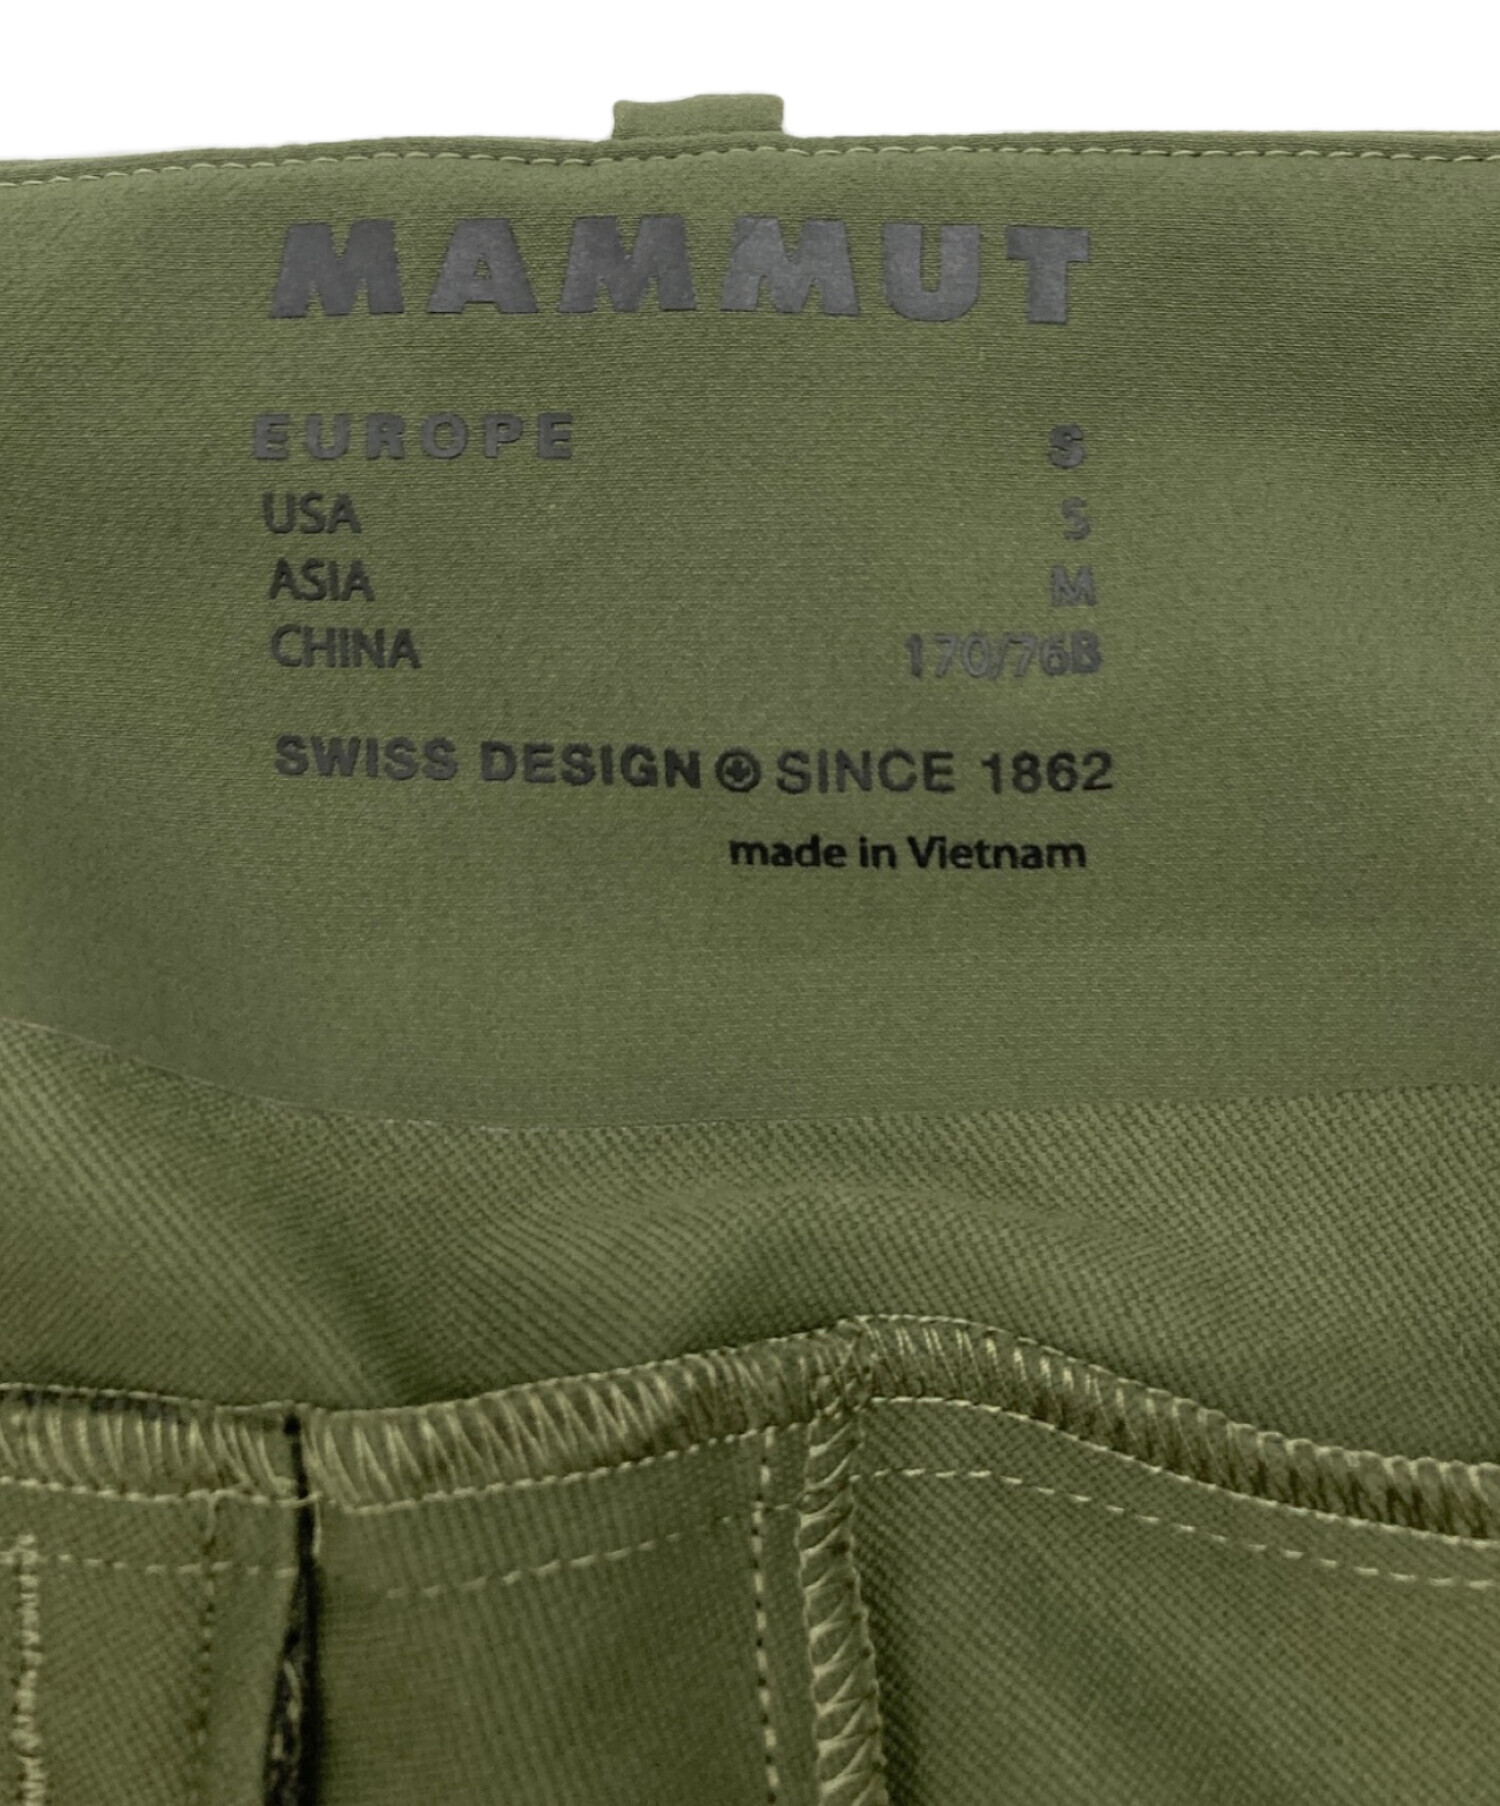 MAMMUT
EUROPE S
USA S
ASIA M
CHINA 170/76B
SWISS DESIGN SINCE 1862
made in Vietnam